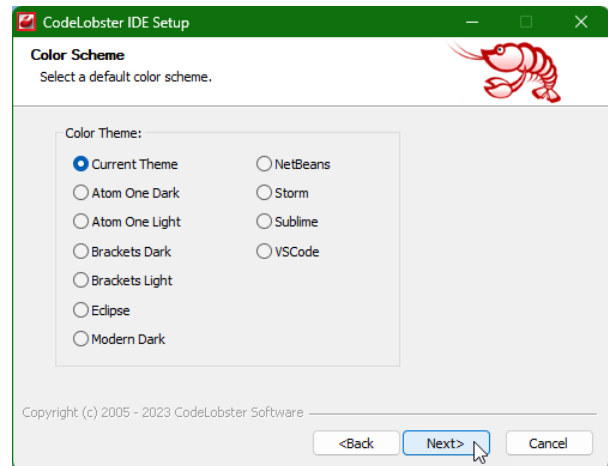 CodeLobster IDE Setup
Color Scheme
Select a default color scheme.
Color Theme:
Current Theme
Atom One Dark
Atom One Light
Brackets Dark
Brackets Light
Eclipse
Modern Dark
NetBeans
Storm
Sublime
VSCode
Copyright (c) 2005 - 2023 CodeLobster Software
<Back
Next>
Cancel